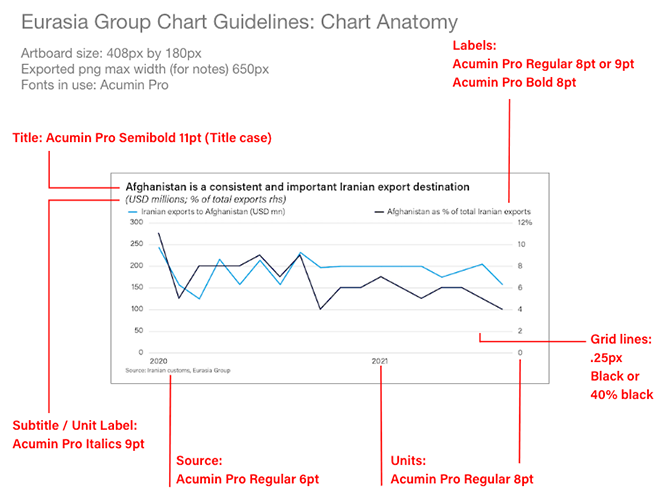 Eurasia Group Chart Guidelines: Chart Anatomy
Artboard size: 408px by 180px
Exported png max width (for notes) 650px
Fonts in use: Acumin Pro
Labels:
Acumin Pro Regular 8pt or 9pt
Acumin Pro Bold 8pt
Title: Acumin Pro Semibold 11pt (Title case)
Afghanistan is a consistent and important Iranian export destination
(USD millions; % of total exports rhs)
Iranian exports to Afghanistan (USD mn)
Afghanistan as % of total Iranian exports
300 12%
250 10
200 8
150 6
100 4
50 2
0 0
2020 2021
Source: Iranian customs, Eurasia Group
Grid lines:
.25px
Black or
40% black
Subtitle / Unit Label:
Acumin Pro Italics 9pt
Source:
Acumin Pro Regular 6pt
Units:
Acumin Pro Regular 8pt